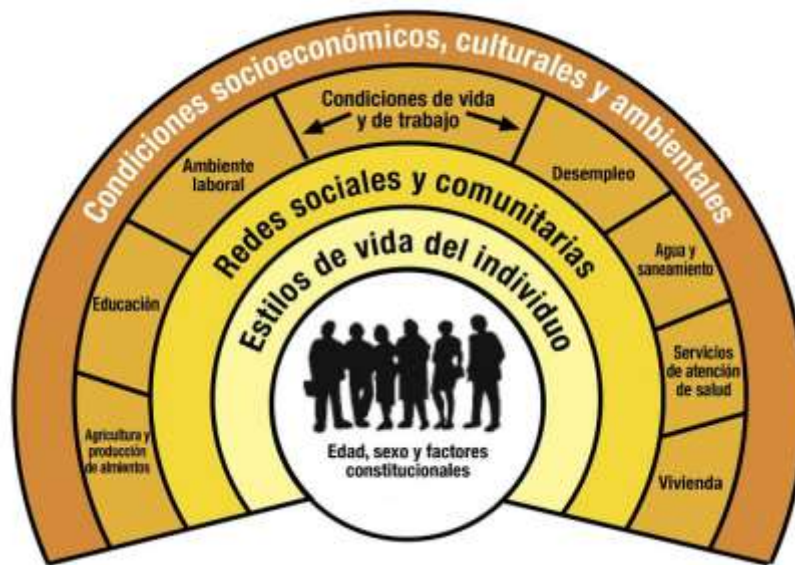 Condiciones socioeconómicos, culturales y ambientales
Condiciones de vida
y de trabajo
Ambiente
laboral
Desempleo
Redes sociales y comunitarias
Agua y
saneamiento
Estilos de vida del individuo
Educación
Servicios
de atención
de salud
Agricultura y
producción
de almientos
Edad, sexo y factores
constitucionales
Vivienda